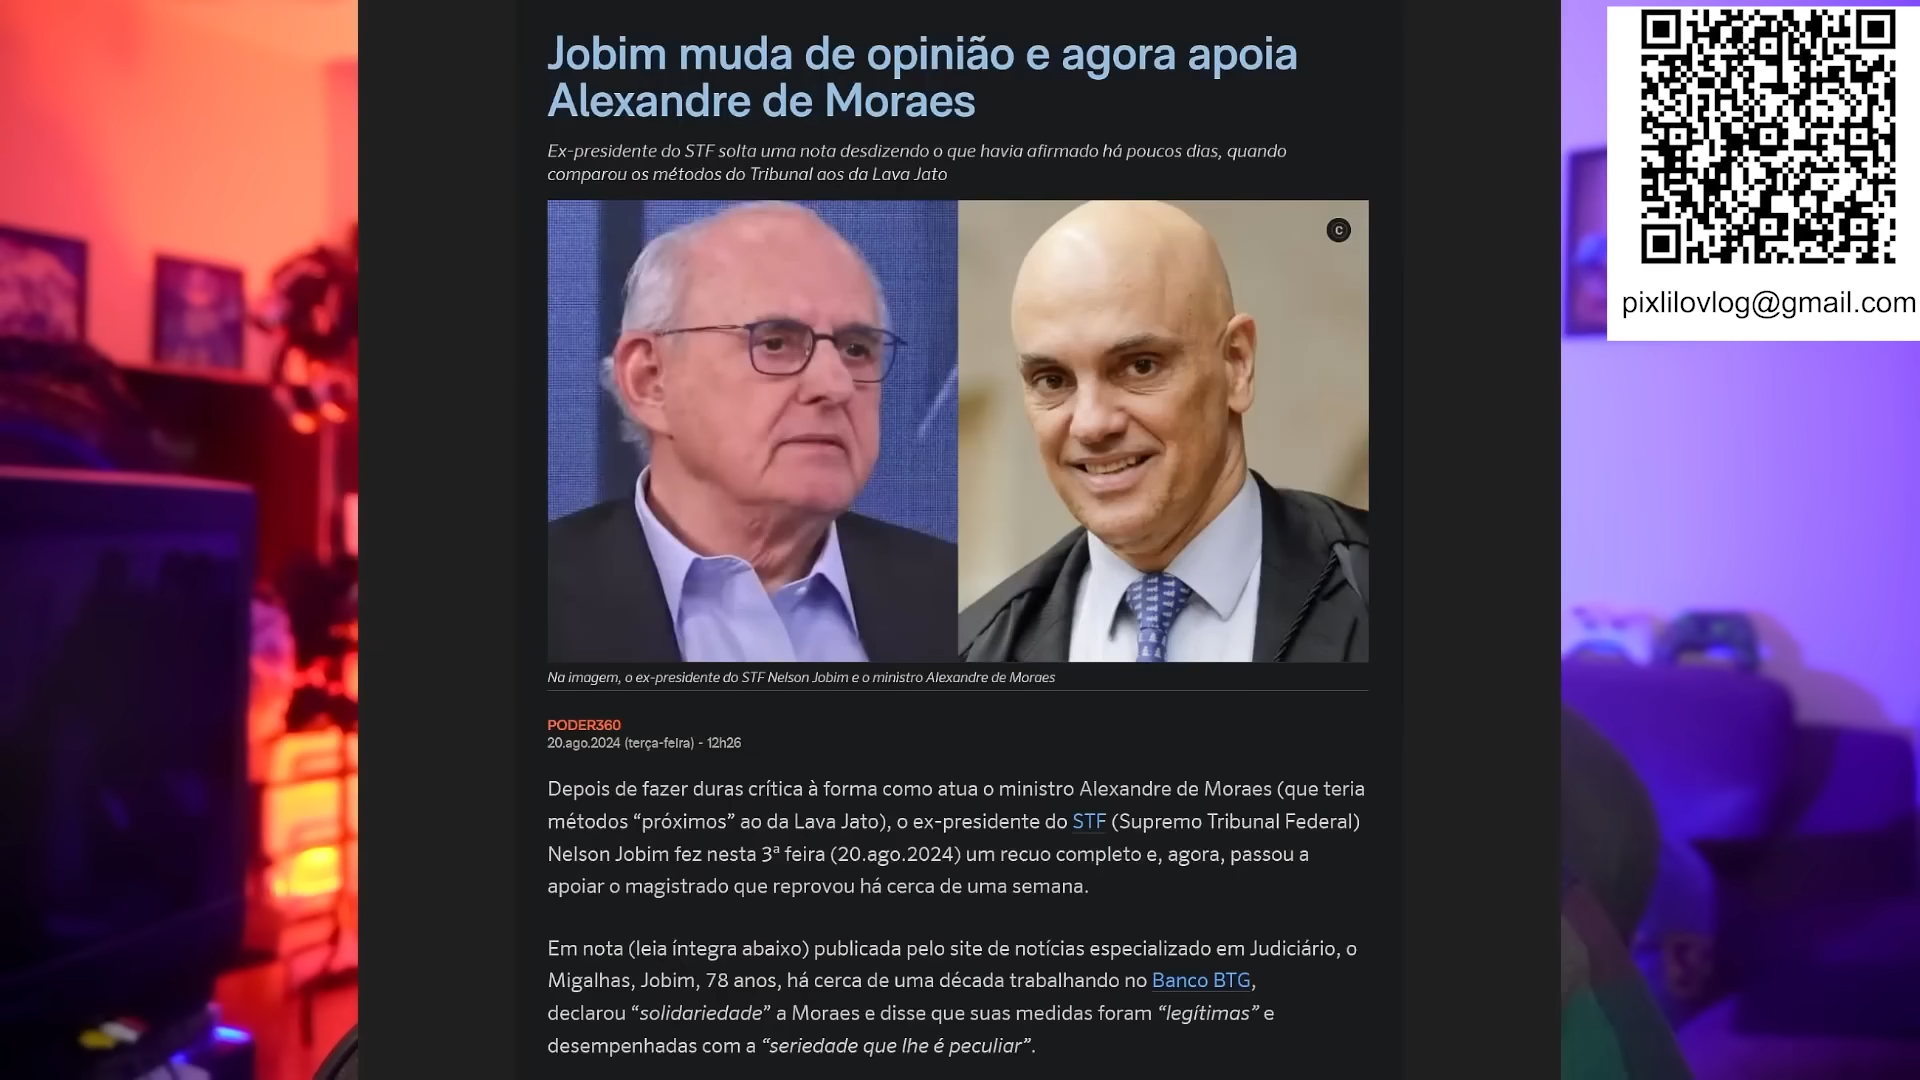 Jobim muda de opinião e agora apoia
Alexandre de Moraes
Ex-presidente do STF solta uma nota desdizendo o que havia afirmado há poucos dias, quando
comparou os métodos do Tribunal aos da Lava Jato
C
Na imagem, o ex-presidente do STF Nelson Jobim e o ministro Alexandre de Moraes
PODER360
20.ago.2024 (terça-feira) - 12h26
Depois de fazer duras crítica à forma como atua o ministro Alexandre de Moraes (que teria
métodos “próximos” ao da Lava Jato), o ex-presidente do STF (Supremo Tribunal Federal)
Nelson Jobim fez nesta 3ª feira (20.ago.2024) um recuo completo e, agora, passou a
apoiar o magistrado que reprovou há cerca de uma semana.
Em nota (leia íntegra abaixo) publicada pelo site de notícias especializado em Judiciário, o
Migalhas, Jobim, 78 anos, há cerca de uma década trabalhando no Banco BTG,
declarou “solidariedade” a Moraes e disse que suas medidas foram “legítimas” e
desempenhadas com a “seriedade que lhe é peculiar”.
pixlilovlog@gmail.com